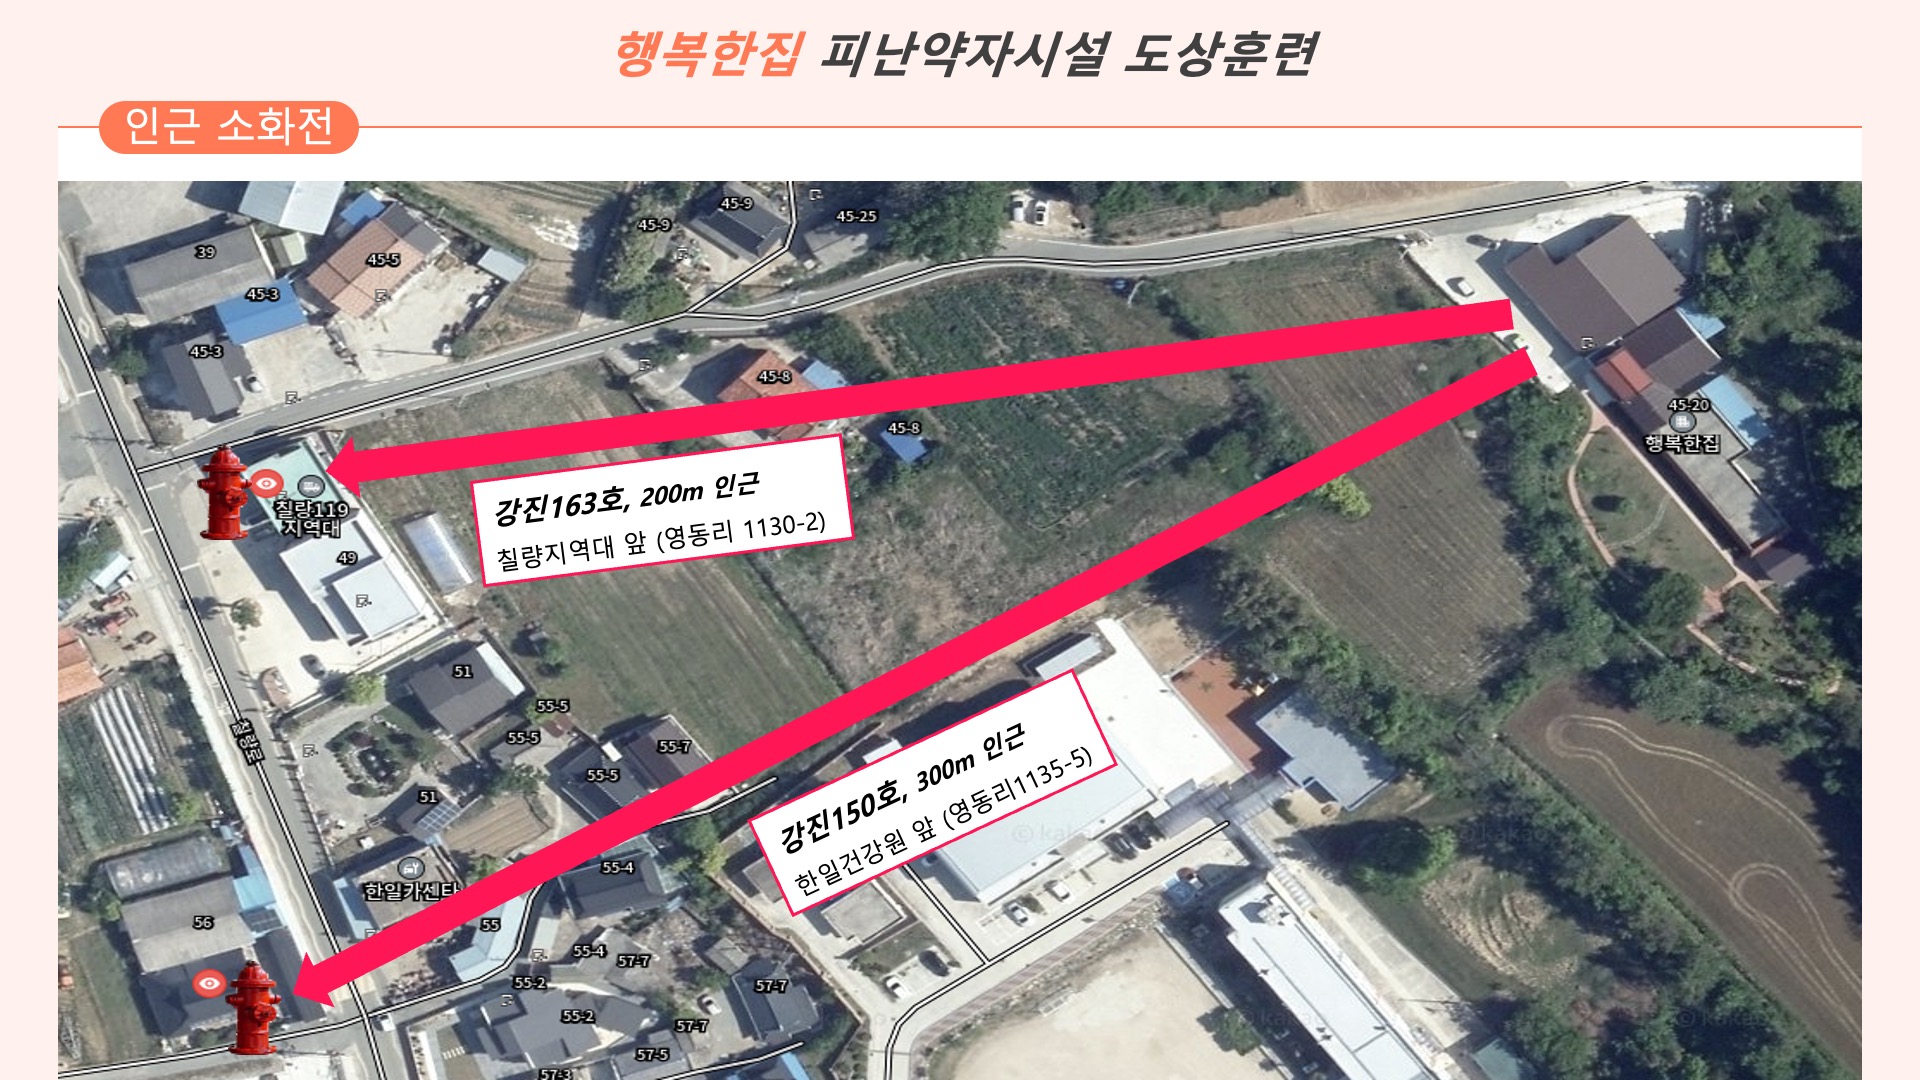 행복한집 피난약자시설 도상훈련
인근 소화전
45-9
45-9
45-25
39
45-5
45-3
45-3
45-8
45-8
45-20
행복한집
칠량119
지역대
49
강진163호, 200m 인근
칠량지역대 앞 (영동리 1130-2)
51
55-5
55-5
55-7
55-5
칠량로
51
강진150호, 300m 인근
한일건강원 앞 (영동리1135-5)
© kakao
한일카센타
55-4
56
55
55-4
57-7
55-2
57-7
55-2
57-7
57-5
57-3
© kakao